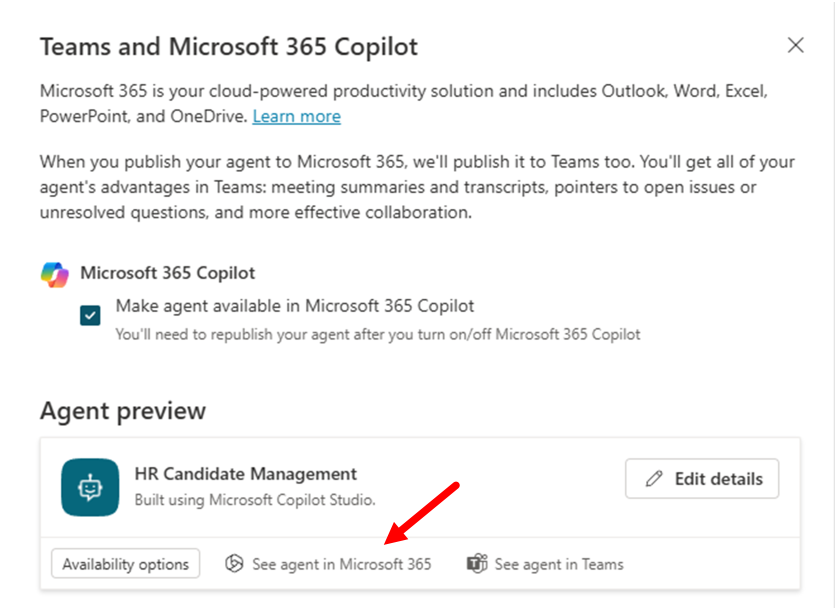 Teams and Microsoft 365 Copilot
Microsoft 365 is your cloud-powered productivity solution and includes Outlook, Word, Excel,
PowerPoint, and OneDrive. Learn more
When you publish your agent to Microsoft 365, we'll publish it to Teams too. You'll get all of your
agent's advantages in Teams: meeting summaries and transcripts, pointers to open issues or
unresolved questions, and more effective collaboration.
Microsoft 365 Copilot
Make agent available in Microsoft 365 Copilot
You'll need to republish your agent after you turn on/off Microsoft 365 Copilot
Agent preview
HR Candidate Management
Built using Microsoft Copilot Studio.
Edit details
Availability options
See agent in Microsoft 365
See agent in Teams